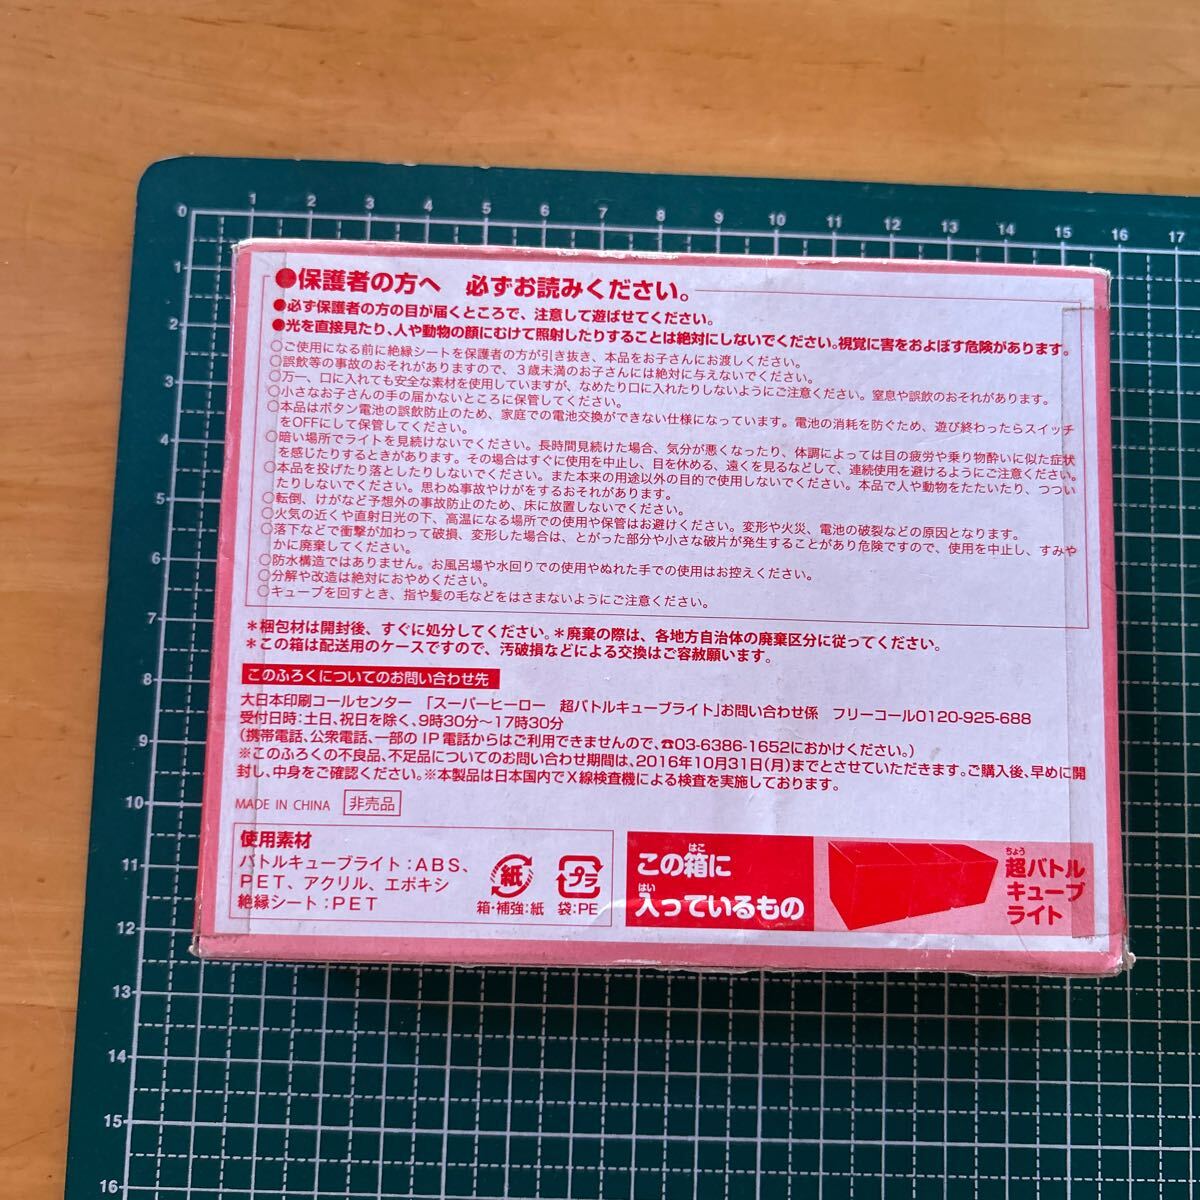 0 1 2 3 4 5 6 7 8 9 10 11 12 13 14 15 16 17
●保護者の方へ 必ずお読みください。
●必ず保護者の方の目が届くところで、注意して遊ばせてください。
●光を直接見たり、人や動物の顔にむけて照射したりすることは絶対にしないでください。視覚に害をおよぼす危険があります。
○ご使用になる前に絶縁シートを保護者の方が引き抜き、本品をお子さんにお渡しください。
○誤飲等の事故のおそれがありますので、3歳未満のお子さんには絶対に与えないでください。
○万一、口に入れても安全な素材を使用していますが、なめたり口に入れたりしないようにご注意ください。窒息や誤飲のおそれがあります。
○小さなお子さんの手の届かないところに保管してください。
○本品はボタン電池の誤飲防止のため、家庭での電池交換ができない仕様になっています。電池の消耗を防ぐため、遊び終わったらスイッチ
をOFFにして保管してください。
○暗い場所でライトを見続けないでください。長時間見続けた場合、気分が悪くなったり、体調によっては目の疲労や乗り物酔いに似た症状
を感じたりするときがあります。その場合はすぐに使用を中止し、目を休める、遠くを見るなどして、連続使用を避けるようにご注意ください。
○本品を投げたり落としたりしないでください。また本来の用途以外の目的で使用しないでください。本品で人や動物をたたいたり、つつい
たりしないでください。思わぬ事故やけがをするおそれがあります。
○転倒、けがなど予想外の事故防止のため、床に放置しないでください。
○火気の近くや直射日光の下、高温になる場所での使用や保管はお避けください。変形や火災、電池の破裂などの原因となります。
○落下などで衝撃が加わって破損、変形した場合は、とがった部分や小さな破片が発生することがあり危険ですので、使用を中止し、すみや
かに廃棄してください。
○防水構造ではありません。お風呂場や水回りでの使用やぬれた手での使用はお控えください。
○分解や改造は絶対におやめください。
○キューブを回すとき、指や髪の毛などをはさまないようにご注意ください。
＊梱包材は開封後、すぐに処分してください。＊廃棄の際は、各地方自治体の廃棄区分に従ってください。
＊この箱は配送用のケースですので、汚破損などによる交換はご容赦願います。
このふろくについてのお問い合わせ先
大日本印刷コールセンター 「スーパーヒーロー 超バトルキューブライト」お問い合わせ係 フリーコール0120-925-688
受付日時：土日、祝日を除く、9時30分～17時30分
（携帯電話、公衆電話、一部のIP電話からはご利用できませんので、☎03-6386-1652におかけください。）
※このふろくの不良品、不足品についてのお問い合わせ期間は、2016年10月31日（月）までとさせていただきます。ご購入後、早めに開
封し、中身をご確認ください。※本製品は日本国内でX線検査機による検査を実施しております。
MADE IN CHINA 非売品
使用素材
バトルキューブライト：ABS、
PET、アクリル、エポキシ
絶縁シート：PET
紙
箱・補強：紙
プラ
袋：PE
この箱に
はこ
入っているもの
はい
超バトル
ちょう
キューブ
ライト
1
2
3
4
5
6
7
8
9
10
11
12
13
14
15
16